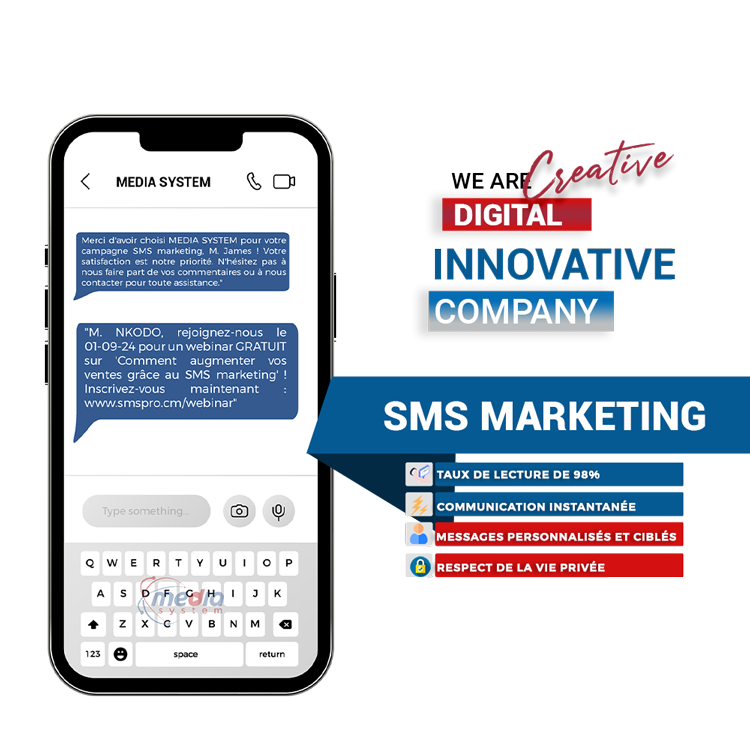 MEDIA SYSTEM
Merci d'avoir choisi MEDIA SYSTEM pour votre
campagne SMS marketing, M. James ! Votre
satisfaction est notre priorité. N'hésitez pas à
nous faire part de vos commentaires ou à nous
contacter pour toute assistance."
"M. NKODO, rejoignez-nous le
01-09-24 pour un webinar GRATUIT
sur 'Comment augmenter vos
ventes grâce au SMS marketing' !
Inscrivez-vous maintenant :
www.smspro.cm/webinar"
Type something...
Q W E R T Y U I O P
A S D F G H I J K
Z X C V B N M
media
system
123 space return
WE ARE Creative
DIGITAL
INNOVATIVE
COMPANY
SMS MARKETING
TAUX DE LECTURE DE 98%
COMMUNICATION INSTANTANÉE
MESSAGES PERSONNALISÉS ET CIBLÉS
RESPECT DE LA VIE PRIVÉE